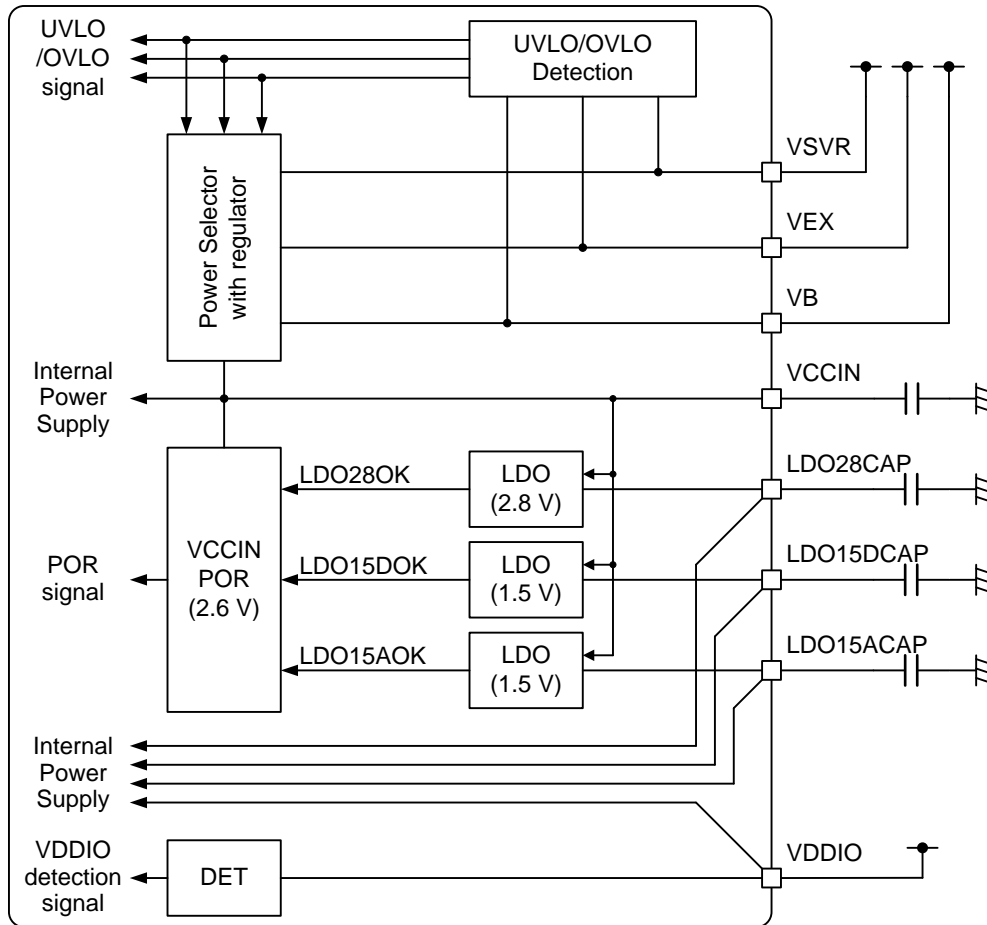 UVLO
/OVLO
signal
UVLO/OVLO
Detection
VSVR
VEX
VB
Power Selector
with regulator
Internal
Power
Supply
VCCIN
LDO28OK
LDO
(2.8 V)
LDO28CAP
VCCIN
POR
(2.6 V)
POR
signal
LDO15DOK
LDO
(1.5 V)
LDO15DCAP
LDO15AOK
LDO
(1.5 V)
LDO15ACAP
Internal
Power
Supply
VDDIO
detection
signal
DET
VDDIO